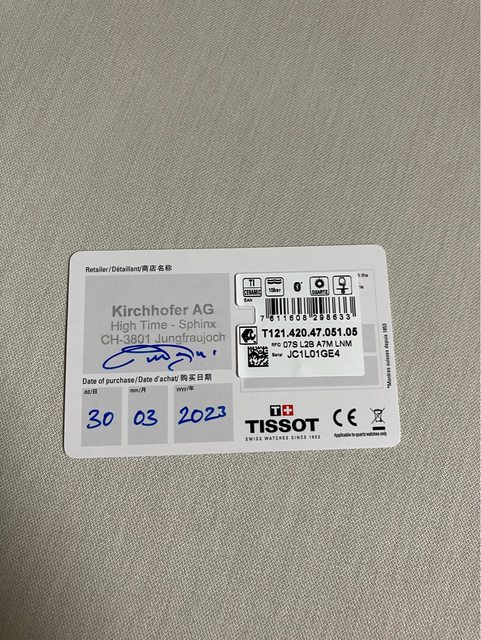 Retailer/Détaillant/商店名称
Kirchhofer AG
High Time - Sphinx
CH-3801 Jungfraujoch
Date of purchase/Date d'achat/购买日期
dd/日 mm/月 yyyy/年
30 03 2023
TI
CERAMIC
10bar
QUARTZ
EAN
7 611608 298633
T121.420.47.051.05
RFID 07S L2B A7M LNM
Serial JC1L01GE4
TISSOT
SWISS WATCHES SINCE 1853
CE
Applicable to quartz watches only
*Montres suisses depuis 1853